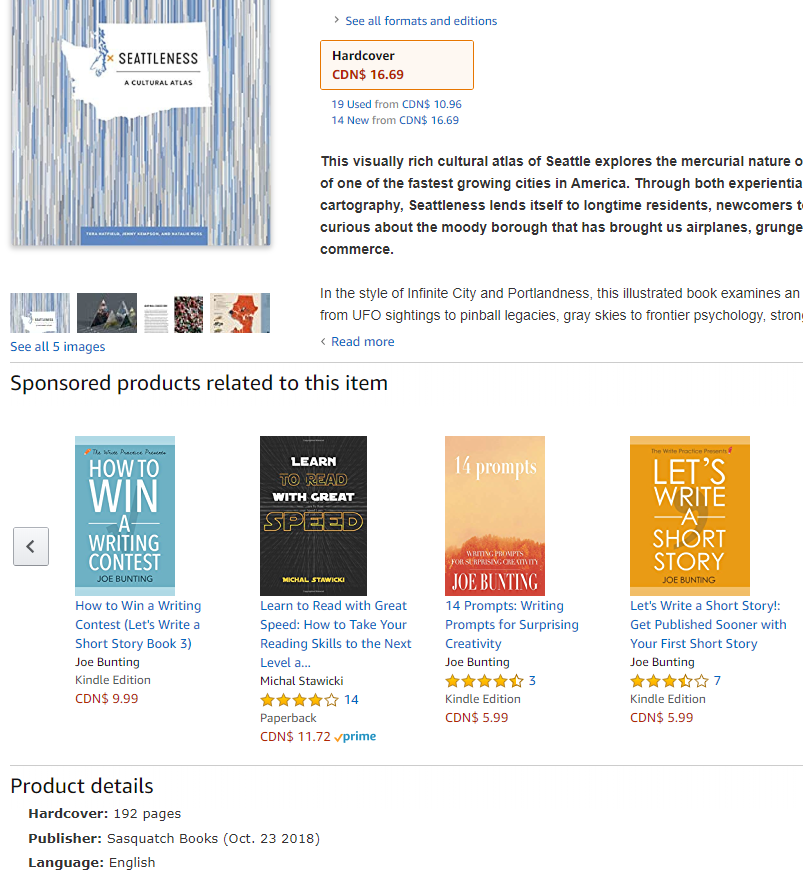 SEATTLENESS
A CULTURAL ATLAS
TERA HATFIELD, JENNY KEMPSON, AND NATALIE ROSS
See all 5 images
See all formats and editions
Hardcover
CDN$ 16.69
19 Used from CDN$ 10.96
14 New from CDN$ 16.69
This visually rich cultural atlas of Seattle explores the mercurial nature o
of one of the fastest growing cities in America. Through both experientia
cartography, Seattleness lends itself to longtime residents, newcomers t
curious about the moody borough that has brought us airplanes, grunge
commerce.
In the style of Infinite City and Portlandness, this illustrated book examines an
from UFO sightings to pinball legacies, gray skies to frontier psychology, stron
Read more
Sponsored products related to this item
The Write Practice Presents
HOW TO
WIN
A
WRITING
CONTEST
JOE BUNTING
How to Win a Writing
Contest (Let's Write a
Short Story Book 3)
Joe Bunting
Kindle Edition
CDN$ 9.99
LEARN
TO READ
WITH GREAT
SPEED
MICHAL STAWICKI
Learn to Read with Great
Speed: How to Take Your
Reading Skills to the Next
Level a...
Michal Stawicki
14
Paperback
CDN$ 11.72 prime
14 prompts
WRITING PROMPTS
FOR SURPRISING CREATIVITY
JOE BUNTING
14 Prompts: Writing
Prompts for Surprising
Creativity
Joe Bunting
3
Kindle Edition
CDN$ 5.99
The Write Practice Presents
LET'S
WRITE
A
SHORT
STORY
JOE BUNTING
Let's Write a Short Story!:
Get Published Sooner with
Your First Short Story
Joe Bunting
7
Kindle Edition
CDN$ 5.99
Product details
Hardcover: 192 pages
Publisher: Sasquatch Books (Oct. 23 2018)
Language: English